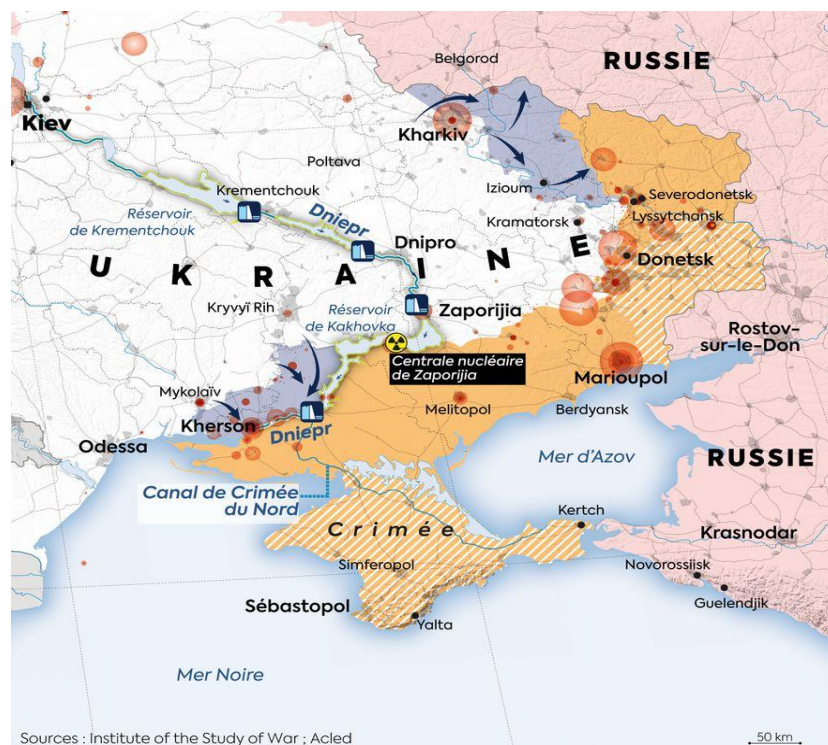 RUSSIE
Belgorod
Kiev
Kharkiv
Poltava
Izioum
Severodonetsk
Krementchouk
Lyssytchansk
Réservoir
de Krementchouk
Dniepr
Kramatorsk
Dnipro
UKRAINE
Donetsk
Kryvyï Rih
Réservoir
de Kakhovka
Zaporijia
Rostov-
sur-le-Don
Centrale nucléaire
de Zaporijia
Marioupol
Mykolaïv
Melitopol
Berdyansk
Kherson
Dniepr
Odessa
Mer d'Azov
RUSSIE
Canal de Crimée
du Nord
Kertch
Crimée
Krasnodar
Simferopol
Novorossiisk
Sébastopol
Guelendjik
Yalta
Mer Noire
Sources : Institute of the Study of War ; Acled
50 km